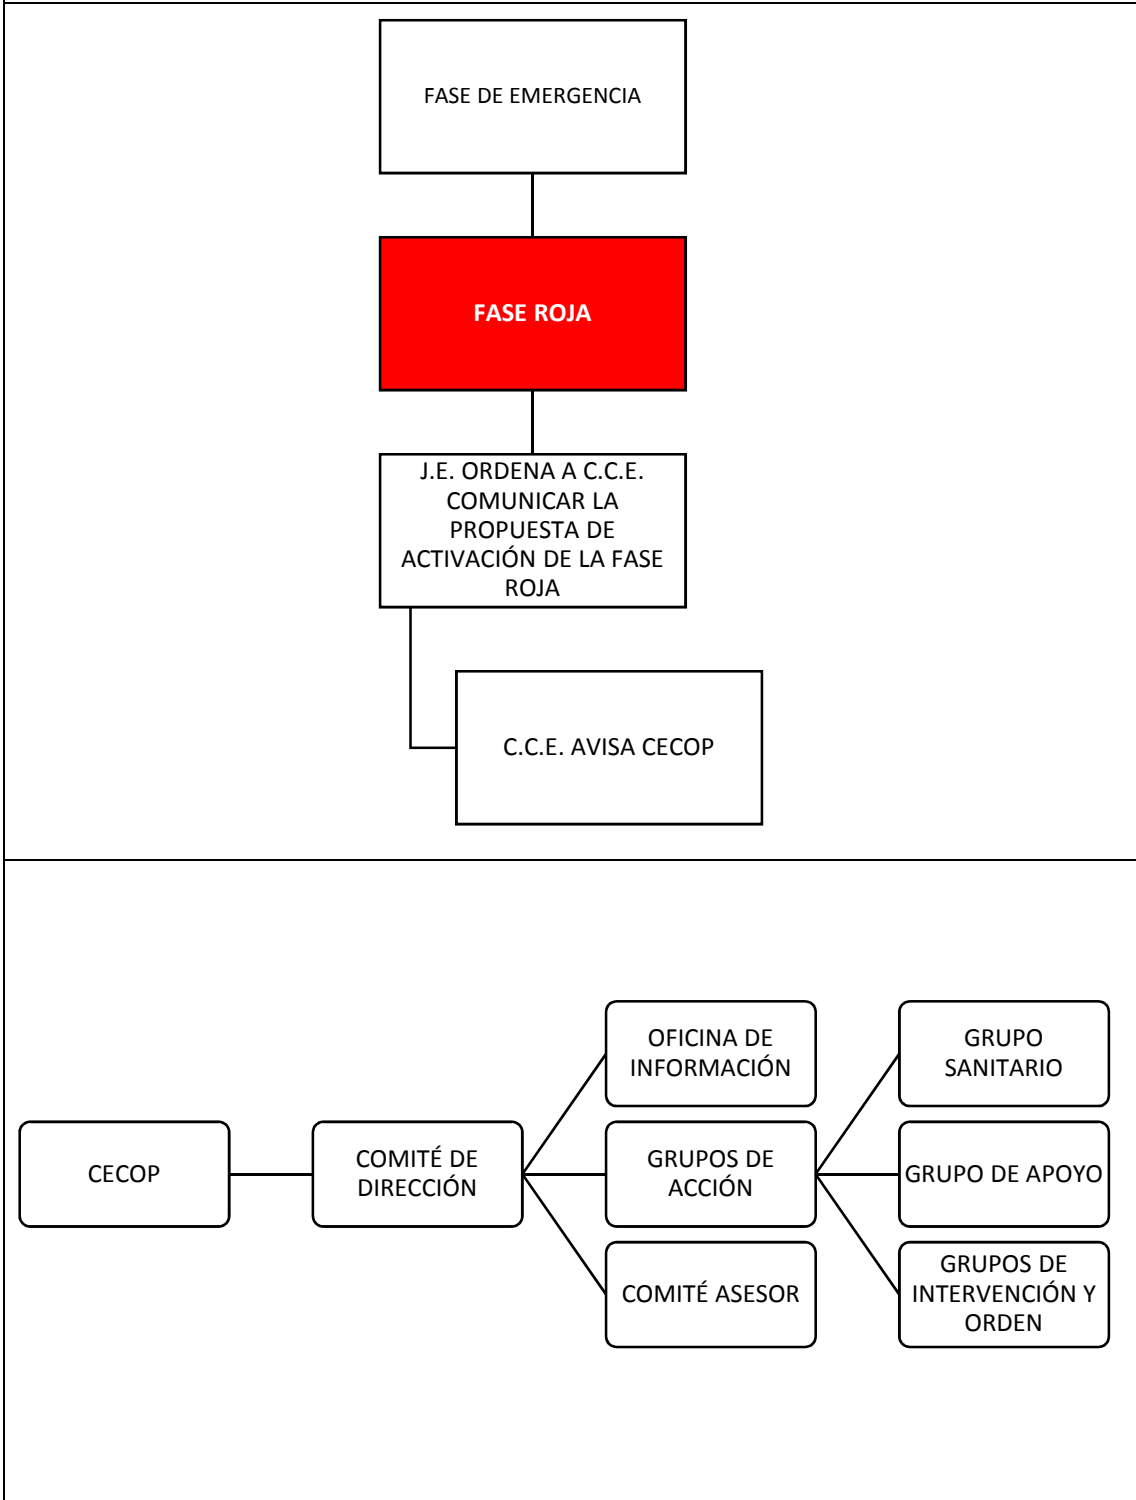 FASE DE EMERGENCIA
FASE ROJA
J.E. ORDENA A C.C.E.
COMUNICAR LA
PROPUESTA DE
ACTIVACIÓN DE LA FASE
ROJA
C.C.E. AVISA CECOP
CECOP
COMITÉ DE
DIRECCIÓN
OFICINA DE
INFORMACIÓN
GRUPOS DE
ACCIÓN
COMITÉ ASESOR
GRUPO
SANITARIO
GRUPO DE APOYO
GRUPOS DE
INTERVENCIÓN Y
ORDEN